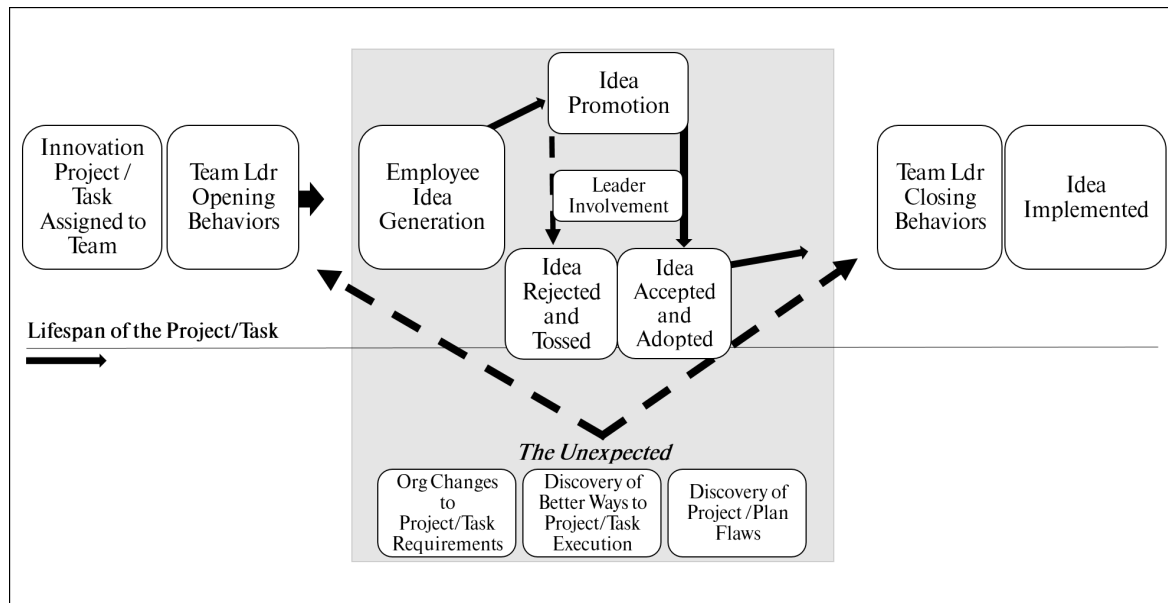 Innovation
Project /
Task
Assigned to
Team
Team Ldr
Opening
Behaviors
Employee
Idea
Generation
Idea
Promotion
Leader
Involvement
Idea
Rejected
and
Tossed
Idea
Accepted
and
Adopted
Team Ldr
Closing
Behaviors
Idea
Implemented
Lifespan of the Project/Task
The Unexpected
Org Changes
to
Project/Task
Requirements
Discovery of
Better Ways to
Project/Task
Execution
Discovery of
Project /Plan
Flaws